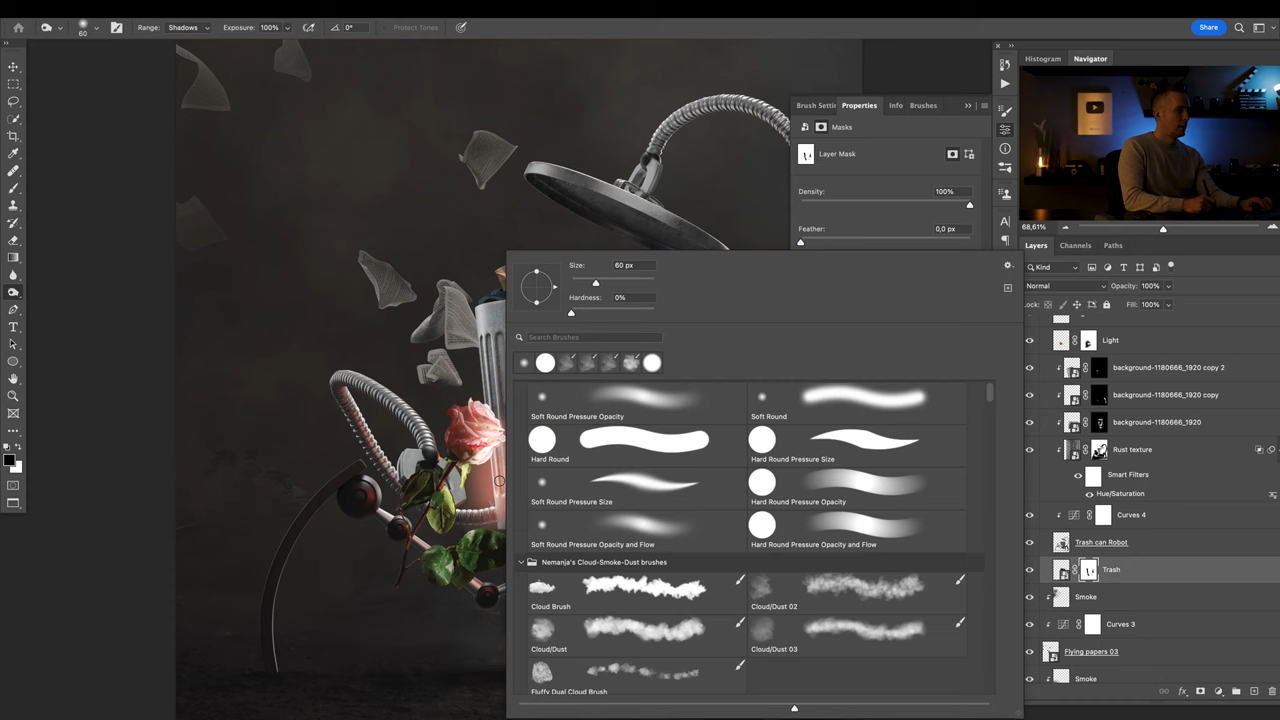 60
Range:
Shadows
Exposure:
100%
0°
Protect Tones
Share
Histogram
Navigator
Brush Settin
Properties
Info
Brushes
Masks
Layer Mask
Density:
100%
Feather:
0,0 px
68,61%
Layers
Channels
Paths
Kind
Normal
Opacity:
100%
Lock:
Fill:
100%
Light
background-1180666_1920 copy 2
background-1180666_1920 copy
background-1180666_1920
Rust texture
Smart Filters
Hue/Saturation
Curves 4
Trash can Robot
Trash
Smoke
Curves 3
Flying papers 03
Smoke
fx
Size:
60 px
Hardness:
0%
Search Brushes
Soft Round Pressure Opacity
Soft Round
Hard Round
Hard Round Pressure Size
Soft Round Pressure Size
Hard Round Pressure Opacity
Soft Round Pressure Opacity and Flow
Hard Round Pressure Opacity and Flow
Nemanja's Cloud-Smoke-Dust brushes
Cloud Brush
Cloud/Dust 02
Cloud/Dust
Cloud/Dust 03
Fluffy Dual Cloud Brush